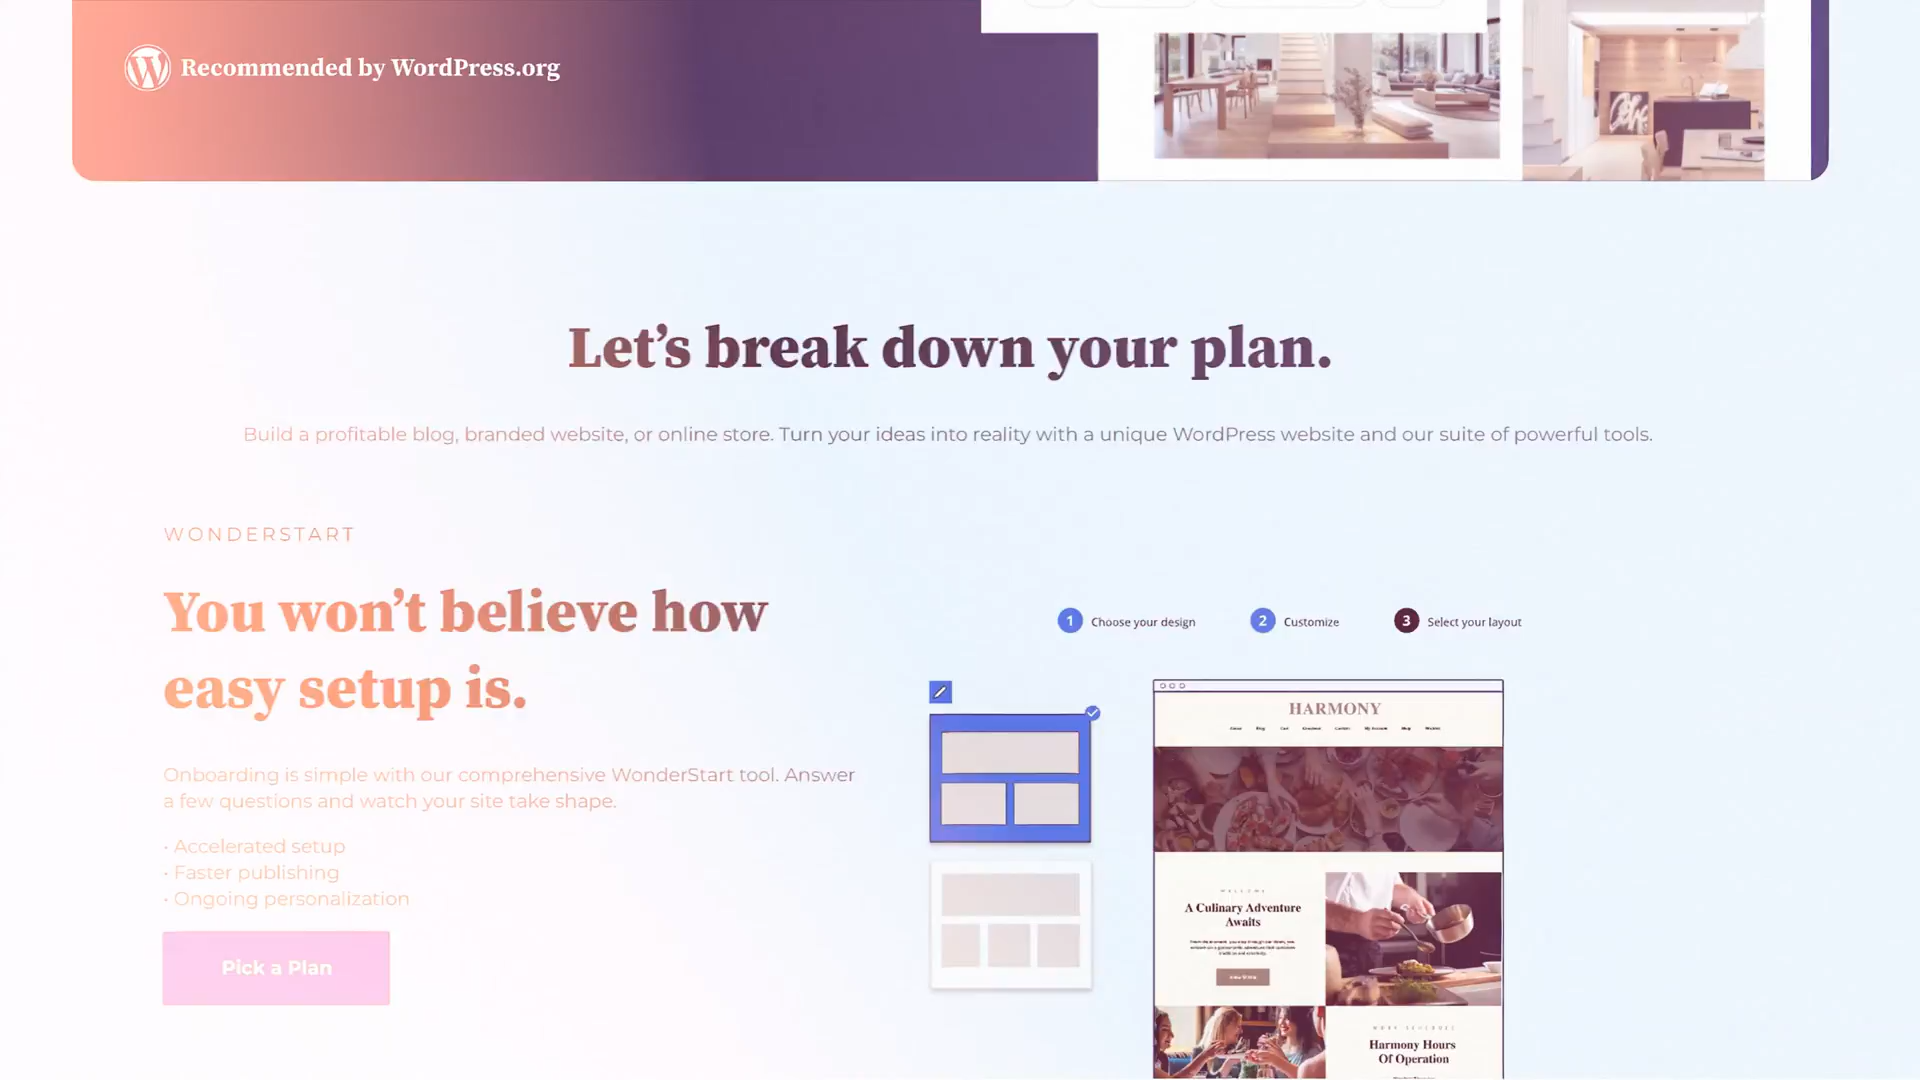 Recommended by WordPress.org
Let’s break down your plan.
Build a profitable blog, branded website, or online store. Turn your ideas into reality with a unique WordPress website and our suite of powerful tools.
WONDERSTART
You won’t believe how
easy setup is.
Onboarding is simple with our comprehensive WonderStart tool. Answer
a few questions and watch your site take shape.
• Accelerated setup
• Faster publishing
• Ongoing personalization
Pick a Plan
1 Choose your design 2 Customize 3 Select your layout
HARMONY
WELCOME
A Culinary Adventure
Awaits
Harmony Hours
Of Operation